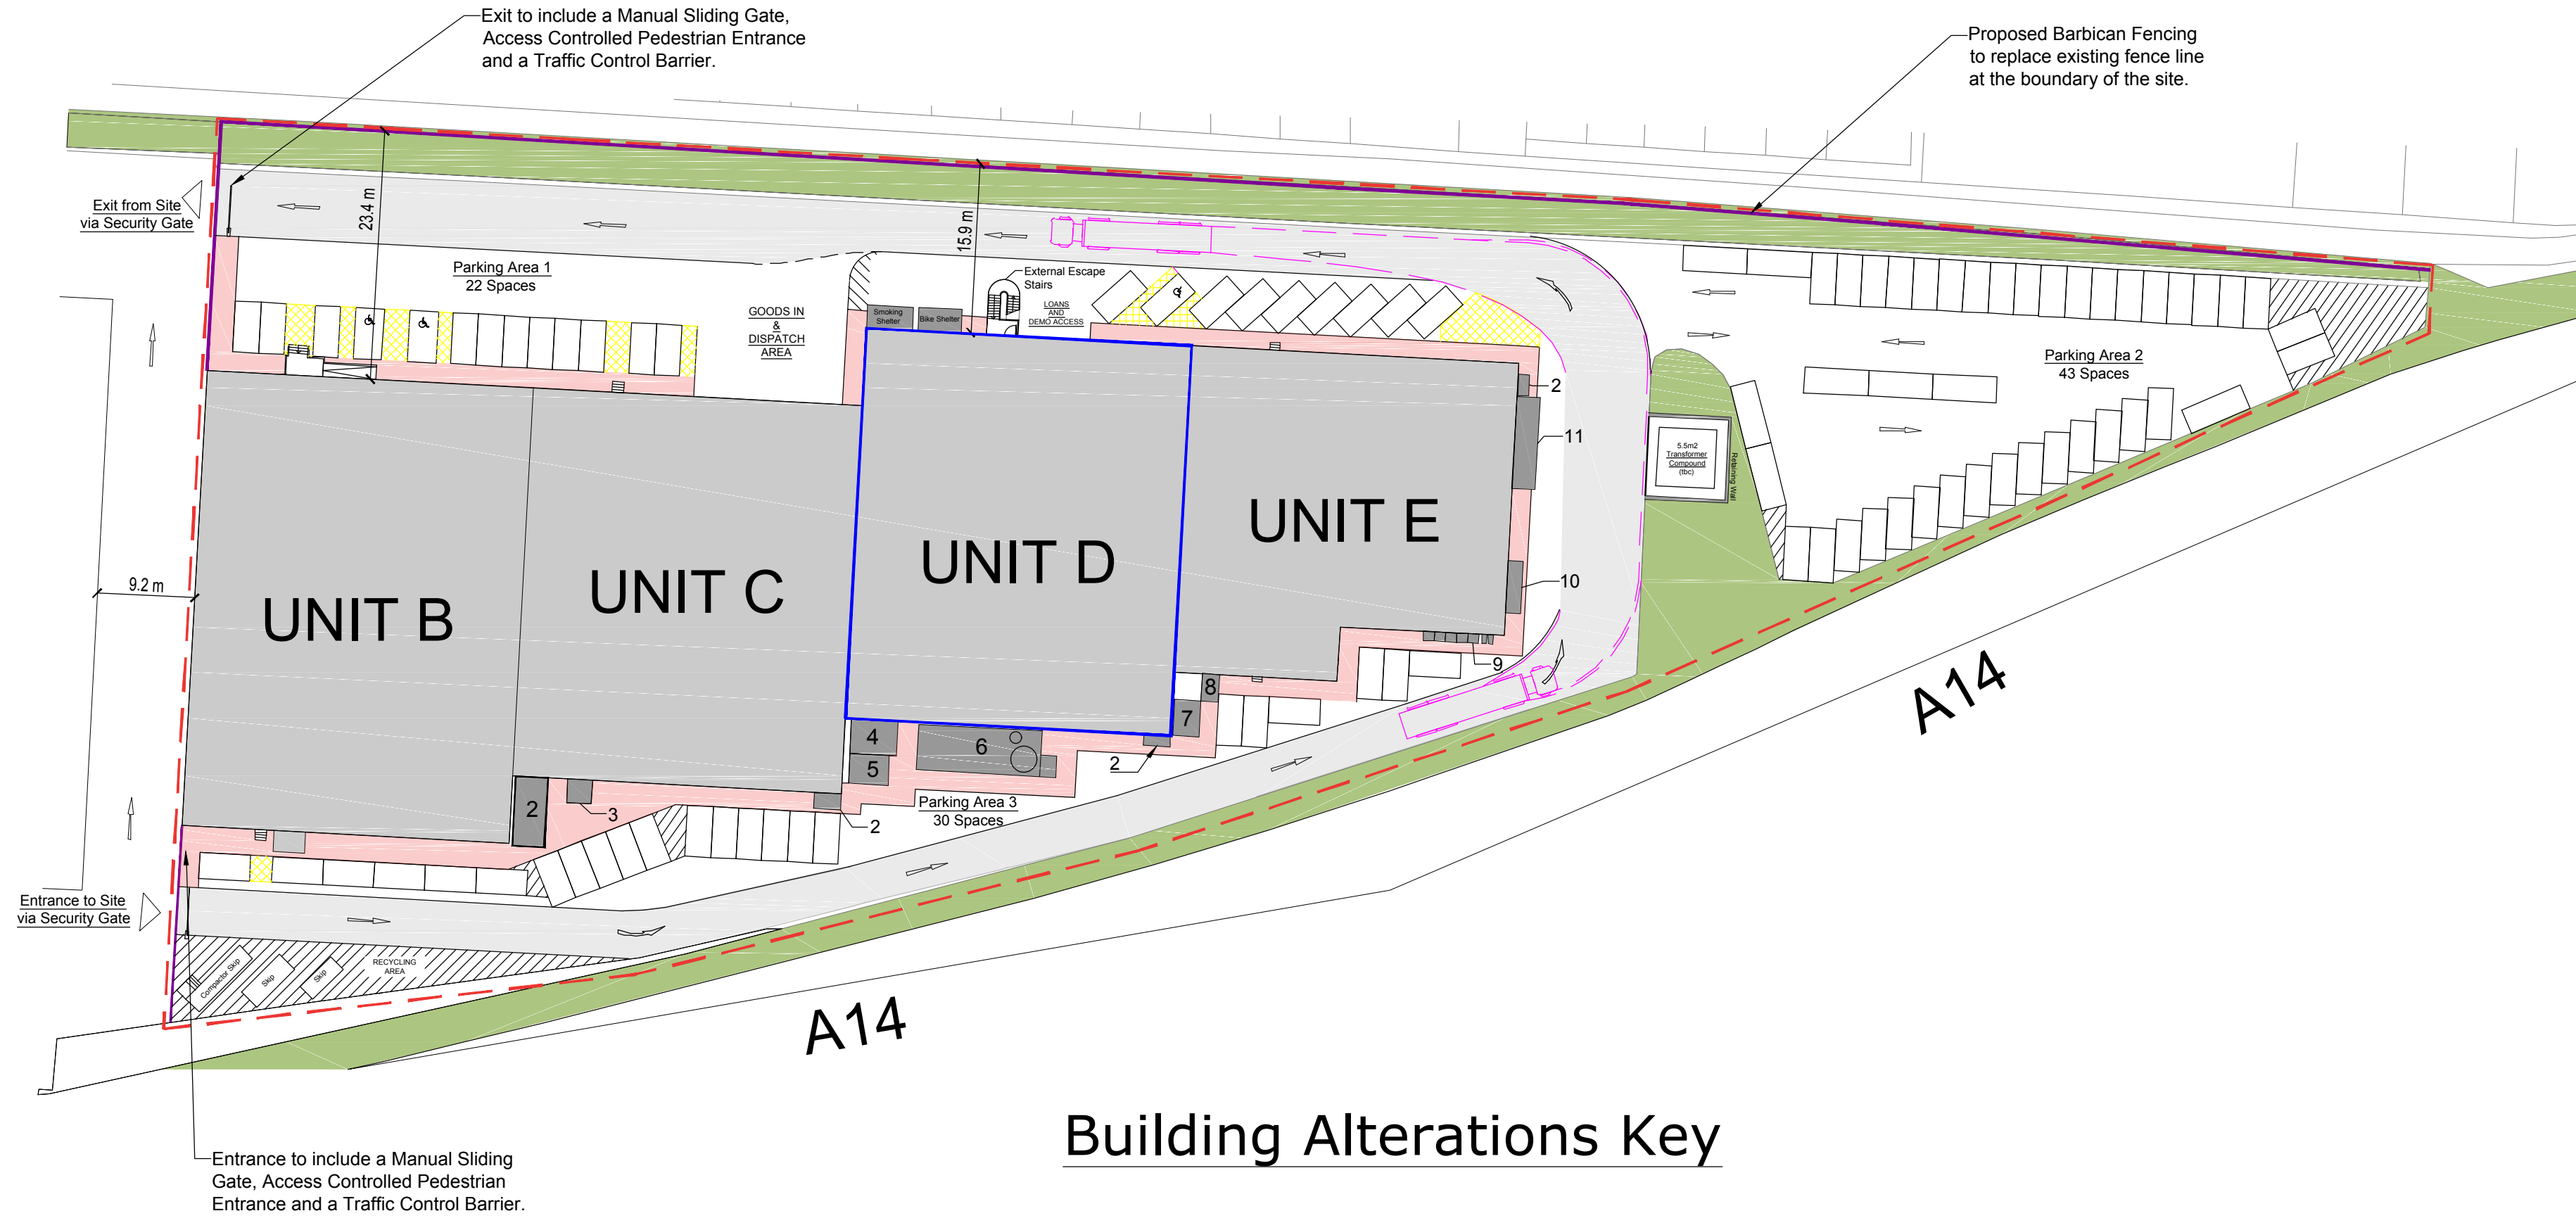 Exit to include a Manual Sliding Gate,
Access Controlled Pedestrian Entrance
and a Traffic Control Barrier.
Proposed Barbican Fencing
to replace existing fence line
at the boundary of the site.
Exit from Site
via Security Gate
23.4 m
15.9 m
Parking Area 1
22 Spaces
GOODS IN
&
DISPATCH
AREA
Smoking
Shelter
Bike Shelter
External Escape
Stairs
LOANS
AND
DEMO ACCESS
Parking Area 2
43 Spaces
2
11
5.5m2
Transformer
Compound
(tbc)
Retaining Wall
UNIT B
UNIT C
UNIT D
UNIT E
9.2 m
10
9
8
7
4
5
6
2
2
3
2
Parking Area 3
30 Spaces
A14
Entrance to Site
via Security Gate
Compactor Skip
Skip
Skip
RECYCLING
AREA
A14
Building Alterations Key
Entrance to include a Manual Sliding
Gate, Access Controlled Pedestrian
Entrance and a Traffic Control Barrier.